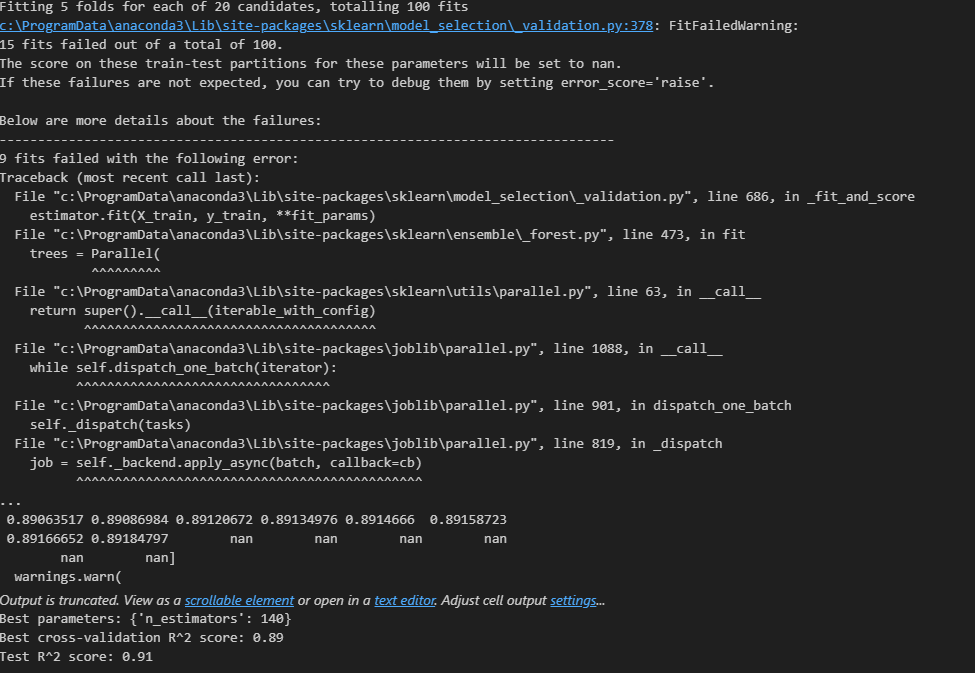 Fitting 5 folds for each of 20 candidates, totalling 100 fits
c:\ProgramData\anaconda3\Lib\site-packages\sklearn\model_selection\_validation.py:378: FitFailedWarning:
15 fits failed out of a total of 100.
The score on these train-test partitions for these parameters will be set to nan.
If these failures are not expected, you can try to debug them by setting error_score='raise'.

Below are more details about the failures:
--------------------------------------------------------------------------------
9 fits failed with the following error:
Traceback (most recent call last):
  File "c:\ProgramData\anaconda3\Lib\site-packages\sklearn\model_selection\_validation.py", line 686, in _fit_and_score
    estimator.fit(X_train, y_train, **fit_params)
  File "c:\ProgramData\anaconda3\Lib\site-packages\sklearn\ensemble\_forest.py", line 473, in fit
    trees = Parallel(
            ^^^^^^^^^
  File "c:\ProgramData\anaconda3\Lib\site-packages\sklearn\utils\parallel.py", line 63, in __call__
    return super().__call__(iterable_with_config)
           ^^^^^^^^^^^^^^^^^^^^^^^^^^^^^^^^^^^^^^
  File "c:\ProgramData\anaconda3\Lib\site-packages\joblib\parallel.py", line 1088, in __call__
    while self.dispatch_one_batch(iterator):
          ^^^^^^^^^^^^^^^^^^^^^^^^^^^^^^^^^
  File "c:\ProgramData\anaconda3\Lib\site-packages\joblib\parallel.py", line 901, in dispatch_one_batch
    self._dispatch(tasks)
  File "c:\ProgramData\anaconda3\Lib\site-packages\joblib\parallel.py", line 819, in _dispatch
    job = self._backend.apply_async(batch, callback=cb)
          ^^^^^^^^^^^^^^^^^^^^^^^^^^^^^^^^^^^^^^^^^^^^^
...
 0.89063517 0.89086984 0.89120672 0.89134976 0.8914666  0.89158723
 0.89166652 0.89184797        nan        nan        nan        nan
        nan        nan]
  warnings.warn(
Output is truncated. View as a scrollable element or open in a text editor. Adjust cell output settings...
Best parameters: {'n_estimators': 140}
Best cross-validation R^2 score: 0.89
Test R^2 score: 0.91